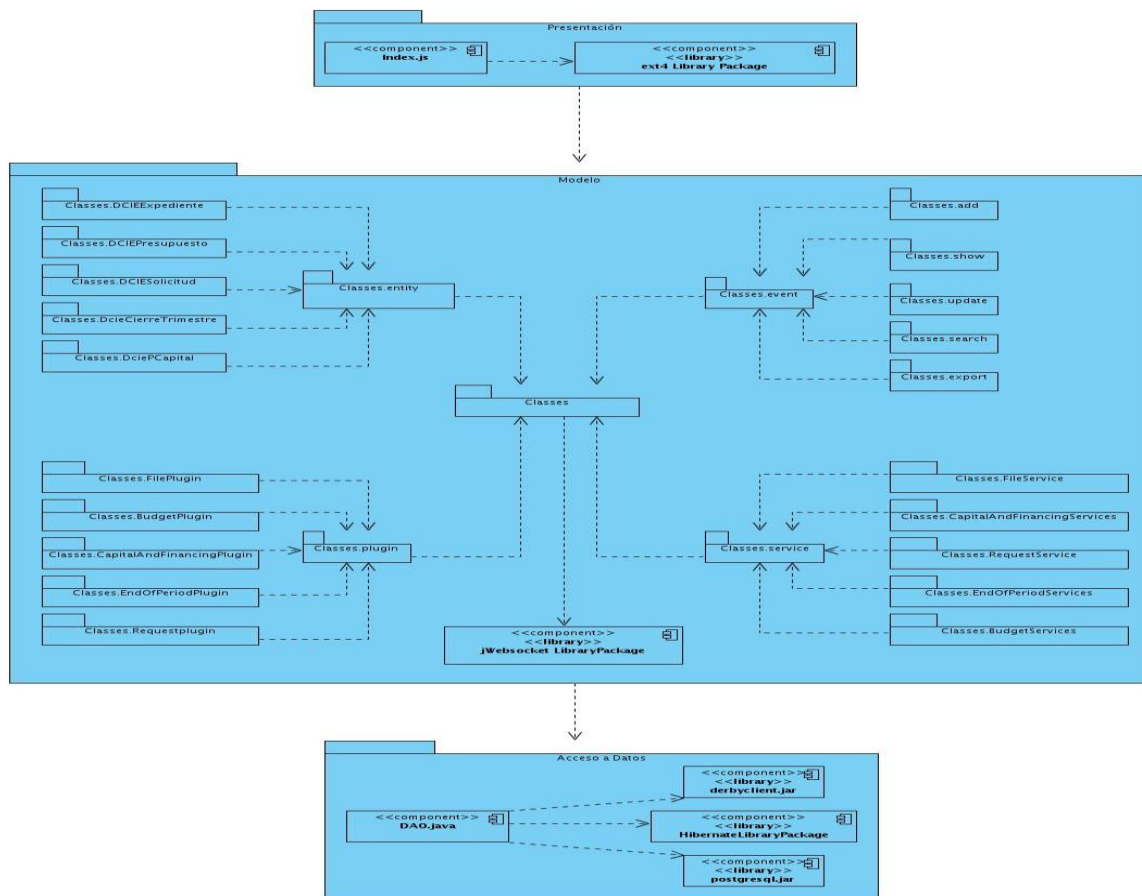 Presentación
<<component>>
Index.js
<<component>>
<<library>>
ext4 Library Package
Modelo
Classes.DCIEExpediente
Classes.DCIEPresupuesto
Classes.DCIESolicitud
Classes.DcieCierreTrimestre
Classes.DciePCapital
Classes.entity
Classes.add
Classes.show
Classes.update
Classes.search
Classes.export
Classes.event
Classes
Classes.FilePlugin
Classes.BudgetPlugin
Classes.CapitalAndFinancingPlugin
Classes.EndOfPeriodPlugin
Classes.Requestplugin
Classes.plugin
Classes.FileService
Classes.CapitalAndFinancingServices
Classes.RequestService
Classes.EndOfPeriodServices
Classes.BudgetServices
Classes.service
<<component>>
<<library>>
jWebsocket LibraryPackage
Acceso a Datos
<<component>>
DAO.java
<<component>>
<<library>>
derbyclient.jar
<<component>>
<<library>>
HibernateLibraryPackage
<<component>>
<<library>>
postgresql.jar